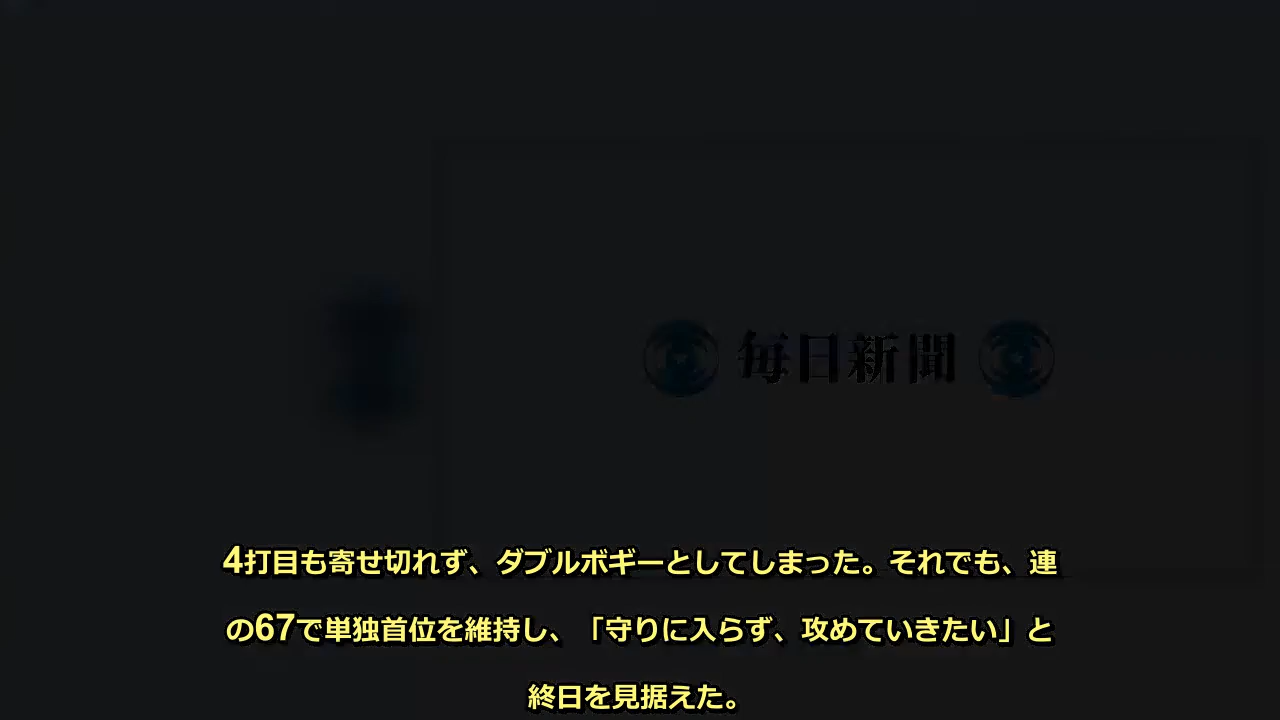 毎日新聞
4打目も寄せ切れず、ダブルボギーとしてしまった。それでも、連
の67で単独首位を維持し、「守りに入らず、攻めていきたい」と
終日を見据えた。